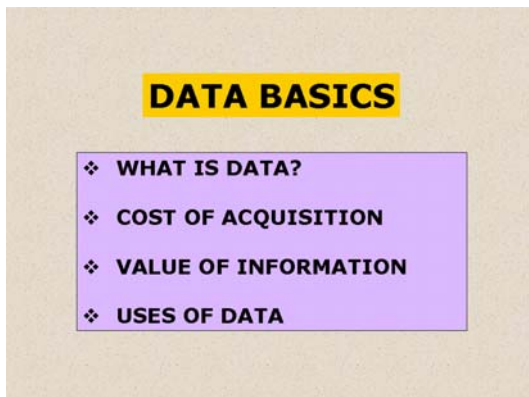 DATA BASICS
❖ WHAT IS DATA?
❖ COST OF ACQUISITION
❖ VALUE OF INFORMATION
❖ USES OF DATA